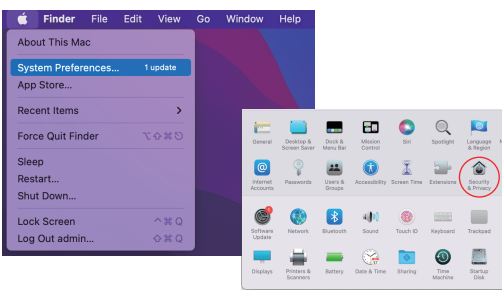 Finder File Edit View Go Window Help
About This Mac
System Preferences... 1 update
App Store...
Recent Items >
Force Quit Finder ⌥⇧⌘⎋
Sleep
Restart...
Shut Down...
Lock Screen ^⌘Q
Log Out admin... ⇧⌘Q
General
Desktop &
Screen Saver
Dock &
Menu Bar
Mission
Control
Siri
Spotlight
Language
& Region
Internet
Accounts
Passwords
Users &
Groups
Accessibility
Screen Time
Extensions
Security
& Privacy
Software
Update
Network
Bluetooth
Sound
Touch ID
Keyboard
Trackpad
Displays
Printers &
Scanners
Battery
Date & Time
Sharing
Time
Machine
Startup
Disk